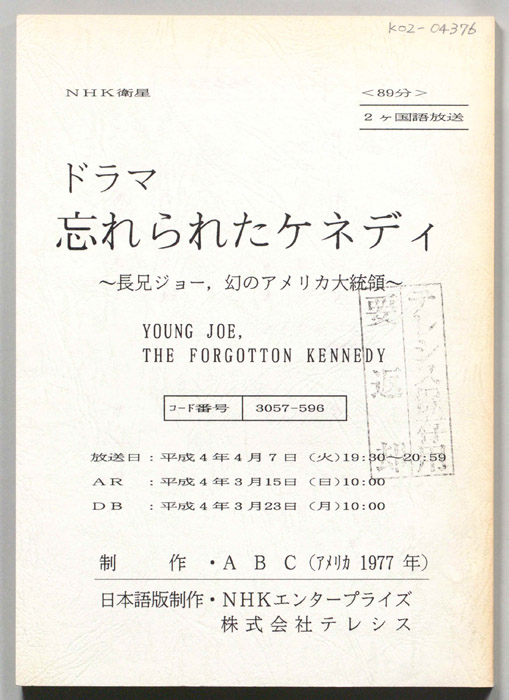 K02-04376
NHK衛星
<89分>
2ヶ国語放送
ドラマ
忘れられたケネディ
~長兄ジョー,幻のアメリカ大統領~
YOUNG JOE,
THE FORGOTTON KENNEDY
コード番号 3057-596
放送日:平成4年4月7日(火)19:30~20:59
AR:平成4年3月15日(日)10:00
DB:平成4年3月23日(月)10:00
制作・ABC(アメリカ 1977 年)
日本語版制作・NHKエンタープライズ
株式会社テレシス
要返却